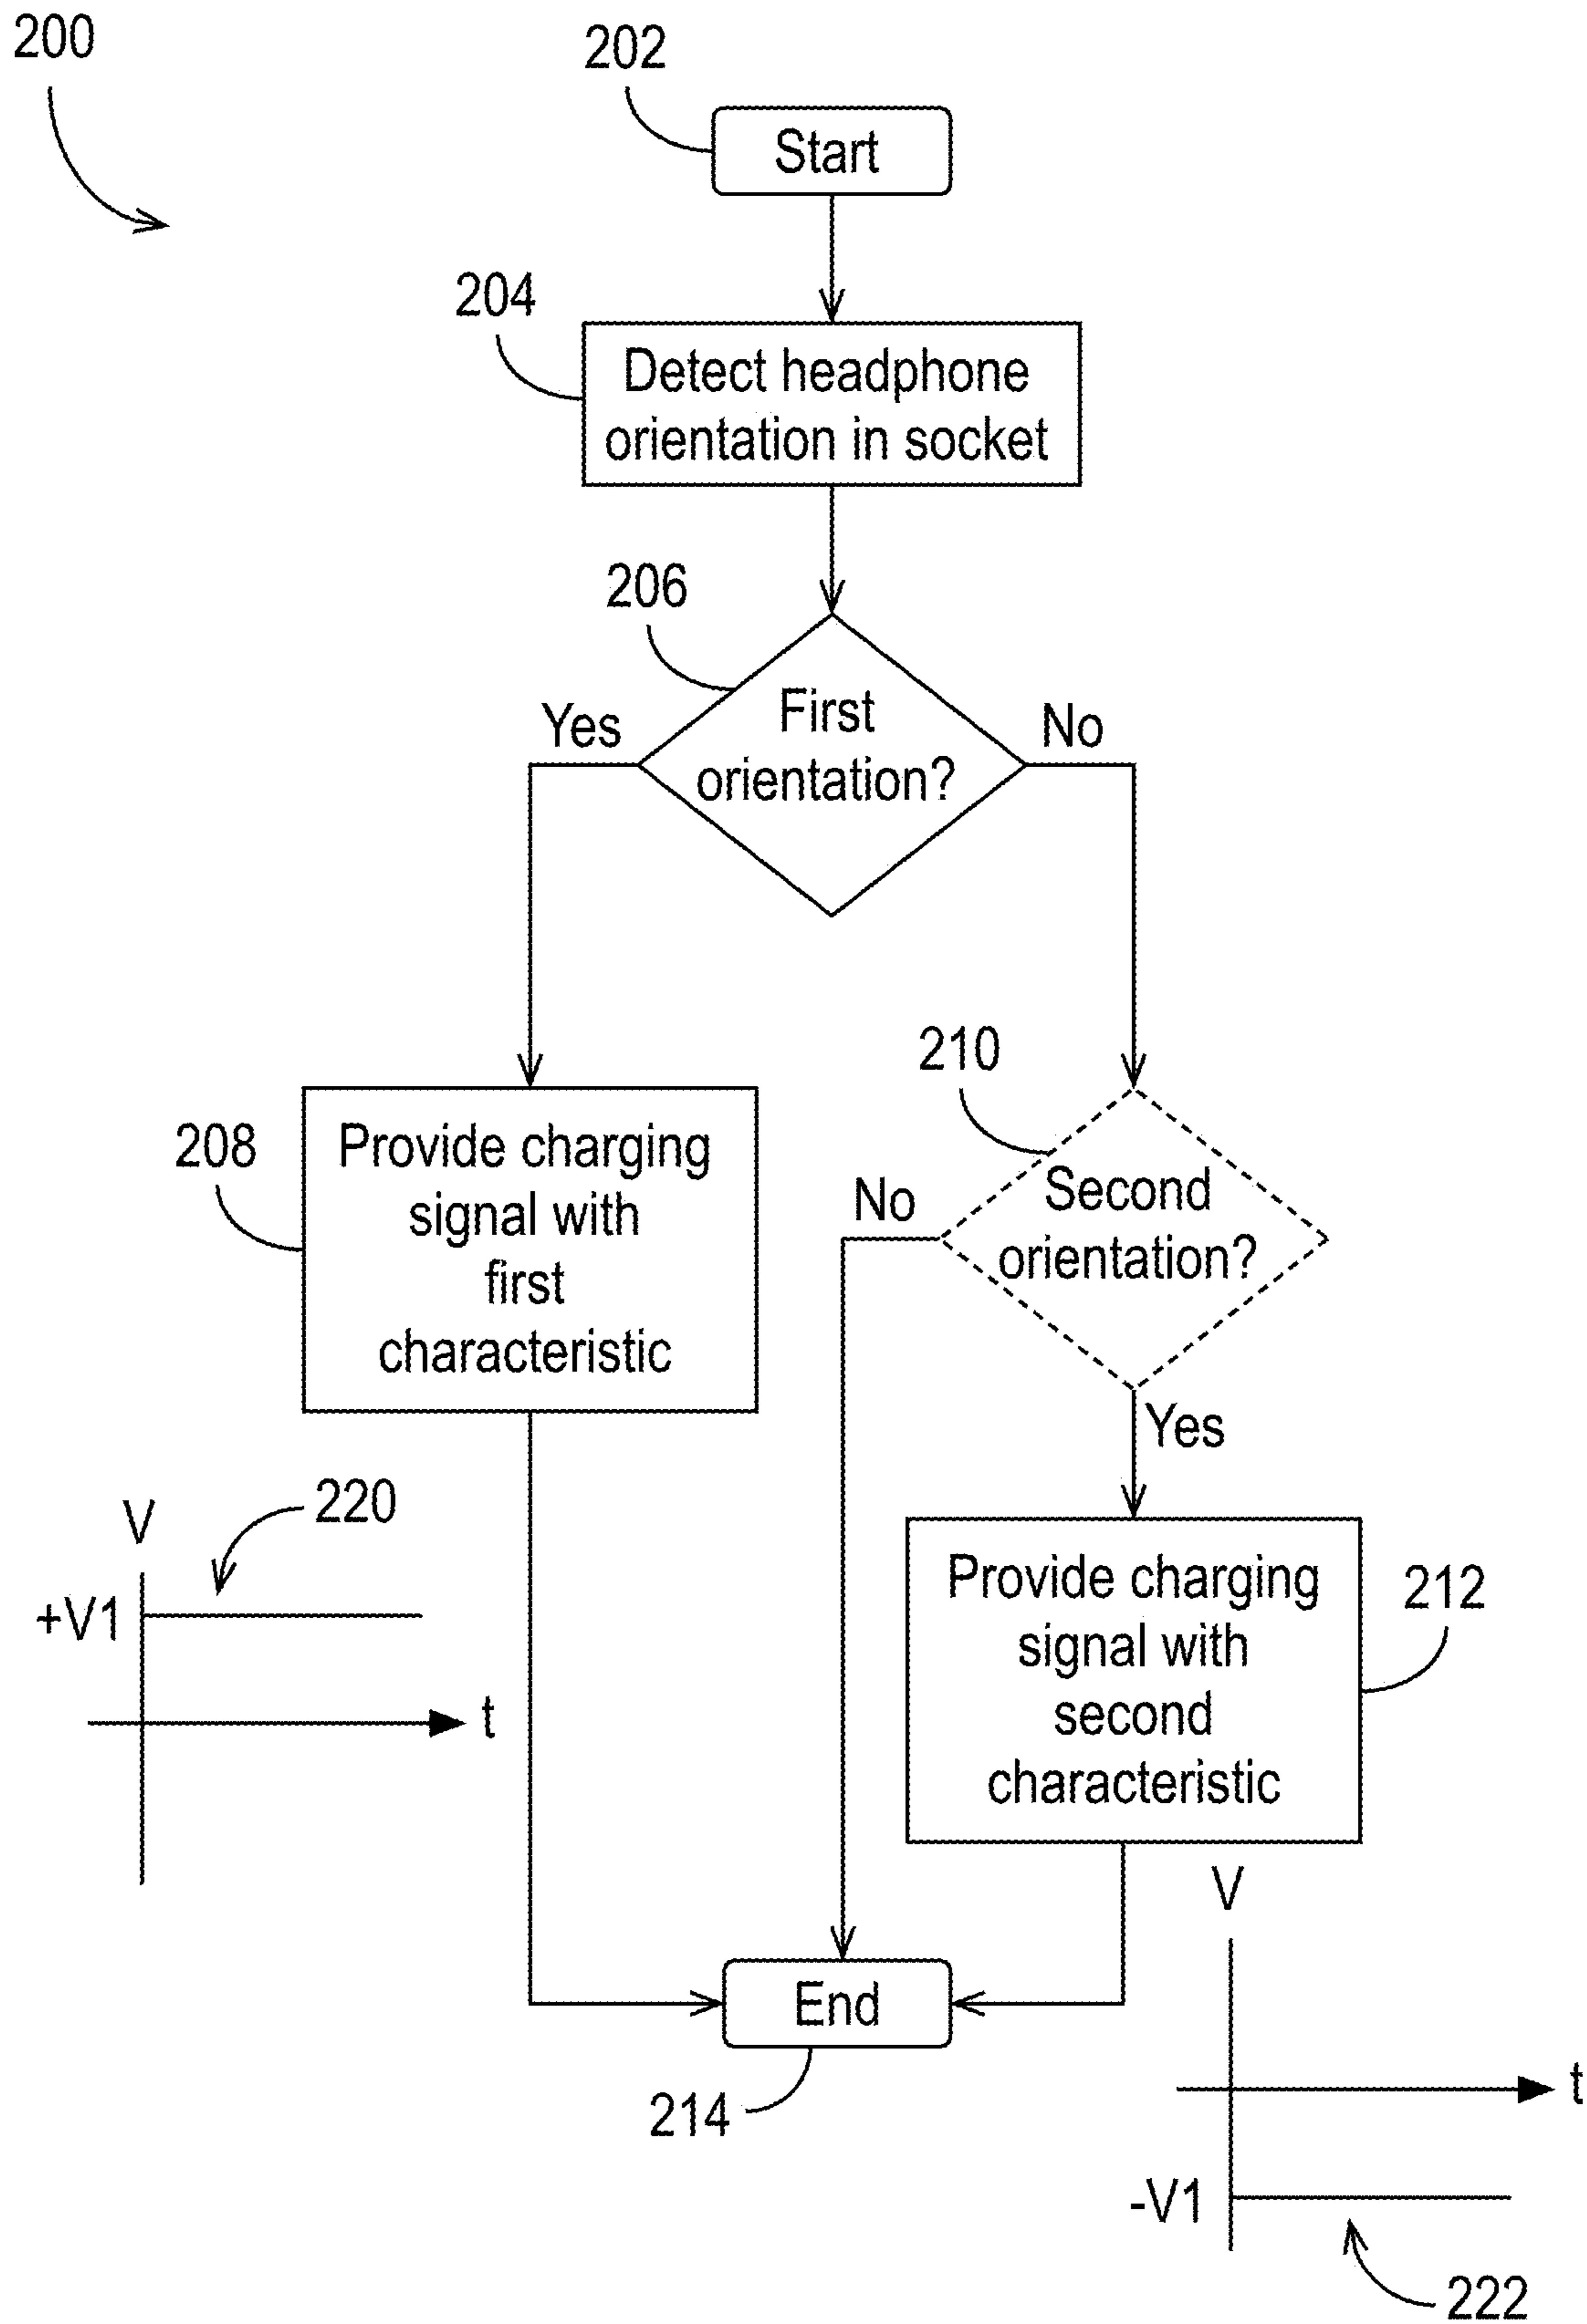 200
202
Start
204
Detect headphone
orientation in socket
206
First
orientation?
Yes
No
208
Provide charging
signal with
first
characteristic
210
Second
orientation?
No
Yes
220
V
+V1
t
Provide charging
signal with
second
characteristic
212
End
214
V
t
-V1
222